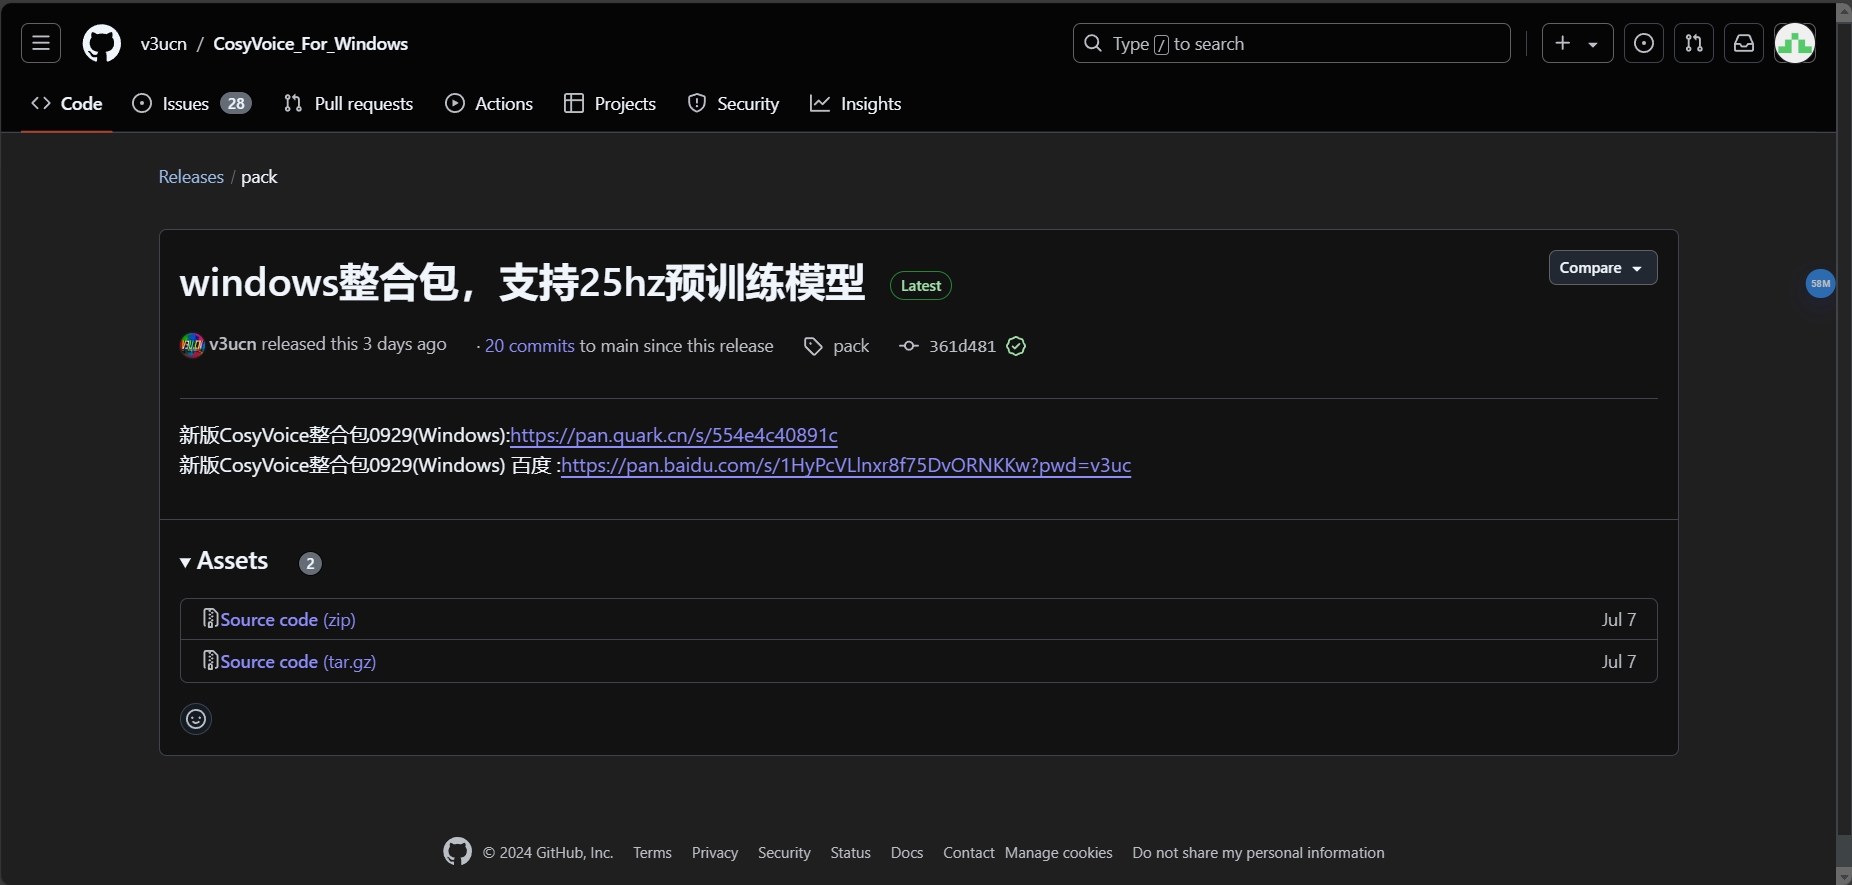 v3ucn / CosyVoice_For_Windows
Type / to search
Code
Issues 28
Pull requests
Actions
Projects
Security
Insights
Releases / pack
windows整合包，支持25hz预训练模型 Latest
Compare
58M
v3ucn released this 3 days ago · 20 commits to main since this release pack 361d481
新版CosyVoice整合包0929(Windows):https://pan.quark.cn/s/554e4c40891c
新版CosyVoice整合包0929(Windows) 百度 :https://pan.baidu.com/s/1HyPcVLlnxr8f75DvORNKKw?pwd=v3uc
Assets 2
Source code (zip) Jul 7
Source code (tar.gz) Jul 7
© 2024 GitHub, Inc. Terms Privacy Security Status Docs Contact Manage cookies Do not share my personal information